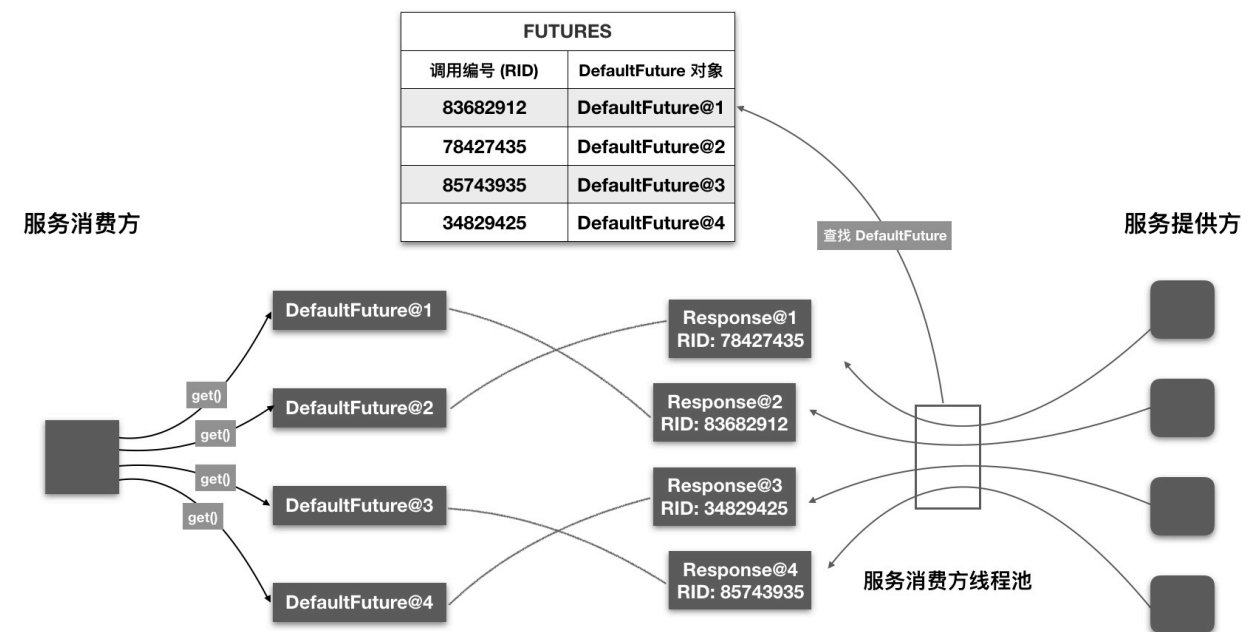 FUTURES
调用编号 (RID) DefaultFuture 对象
83682912 DefaultFuture@1
78427435 DefaultFuture@2
85743935 DefaultFuture@3
34829425 DefaultFuture@4
服务消费方
服务提供方
查找 DefaultFuture
DefaultFuture@1
DefaultFuture@2
DefaultFuture@3
DefaultFuture@4
get()
get()
get()
get()
Response@1
RID: 78427435
Response@2
RID: 83682912
Response@3
RID: 34829425
Response@4
RID: 85743935
服务消费方线程池